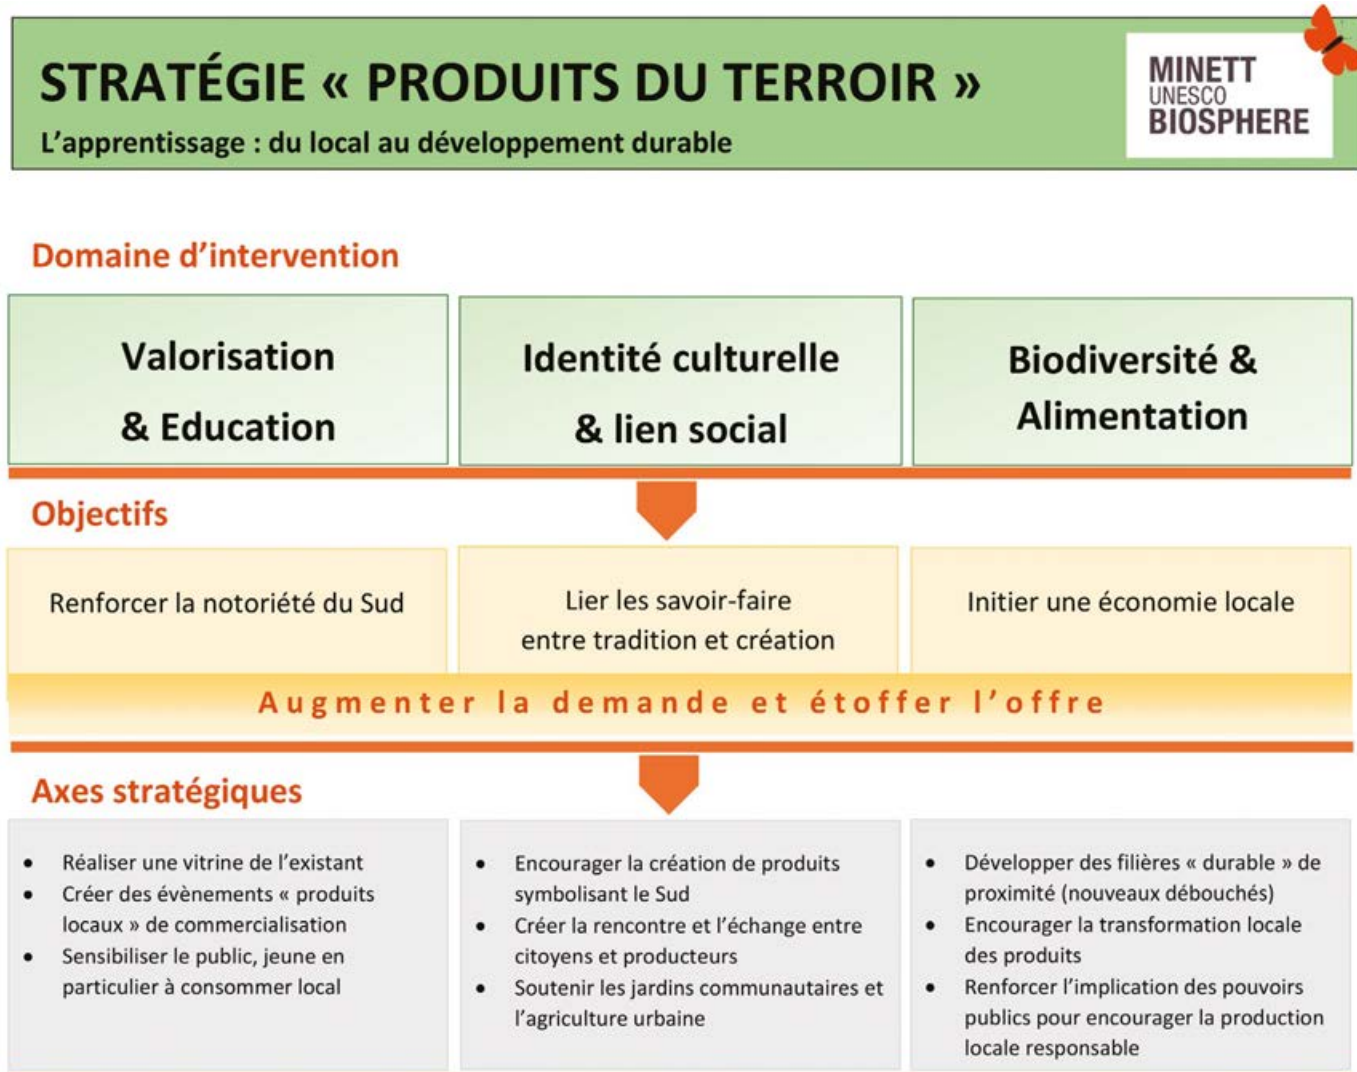 STRATÉGIE « PRODUITS DU TERROIR »
L'apprentissage : du local au développement durable
MINETT
UNESCO
BIOSPHERE
Domaine d'intervention
Valorisation
& Education
Identité culturelle
& lien social
Biodiversité &
Alimentation
Objectifs
Renforcer la notoriété du Sud
Lier les savoir-faire
entre tradition et création
Initier une économie locale
Augmenter la demande et étoffer l'offre
Axes stratégiques
• Réaliser une vitrine de l'existant
• Créer des évènements « produits
locaux » de commercialisation
• Sensibiliser le public, jeune en
particulier à consommer local
• Encourager la création de produits
symbolisant le Sud
• Créer la rencontre et l'échange entre
citoyens et producteurs
• Soutenir les jardins communautaires et
l'agriculture urbaine
• Développer des filières « durable » de
proximité (nouveaux débouchés)
• Encourager la transformation locale
des produits
• Renforcer l'implication des pouvoirs
publics pour encourager la production
locale responsable